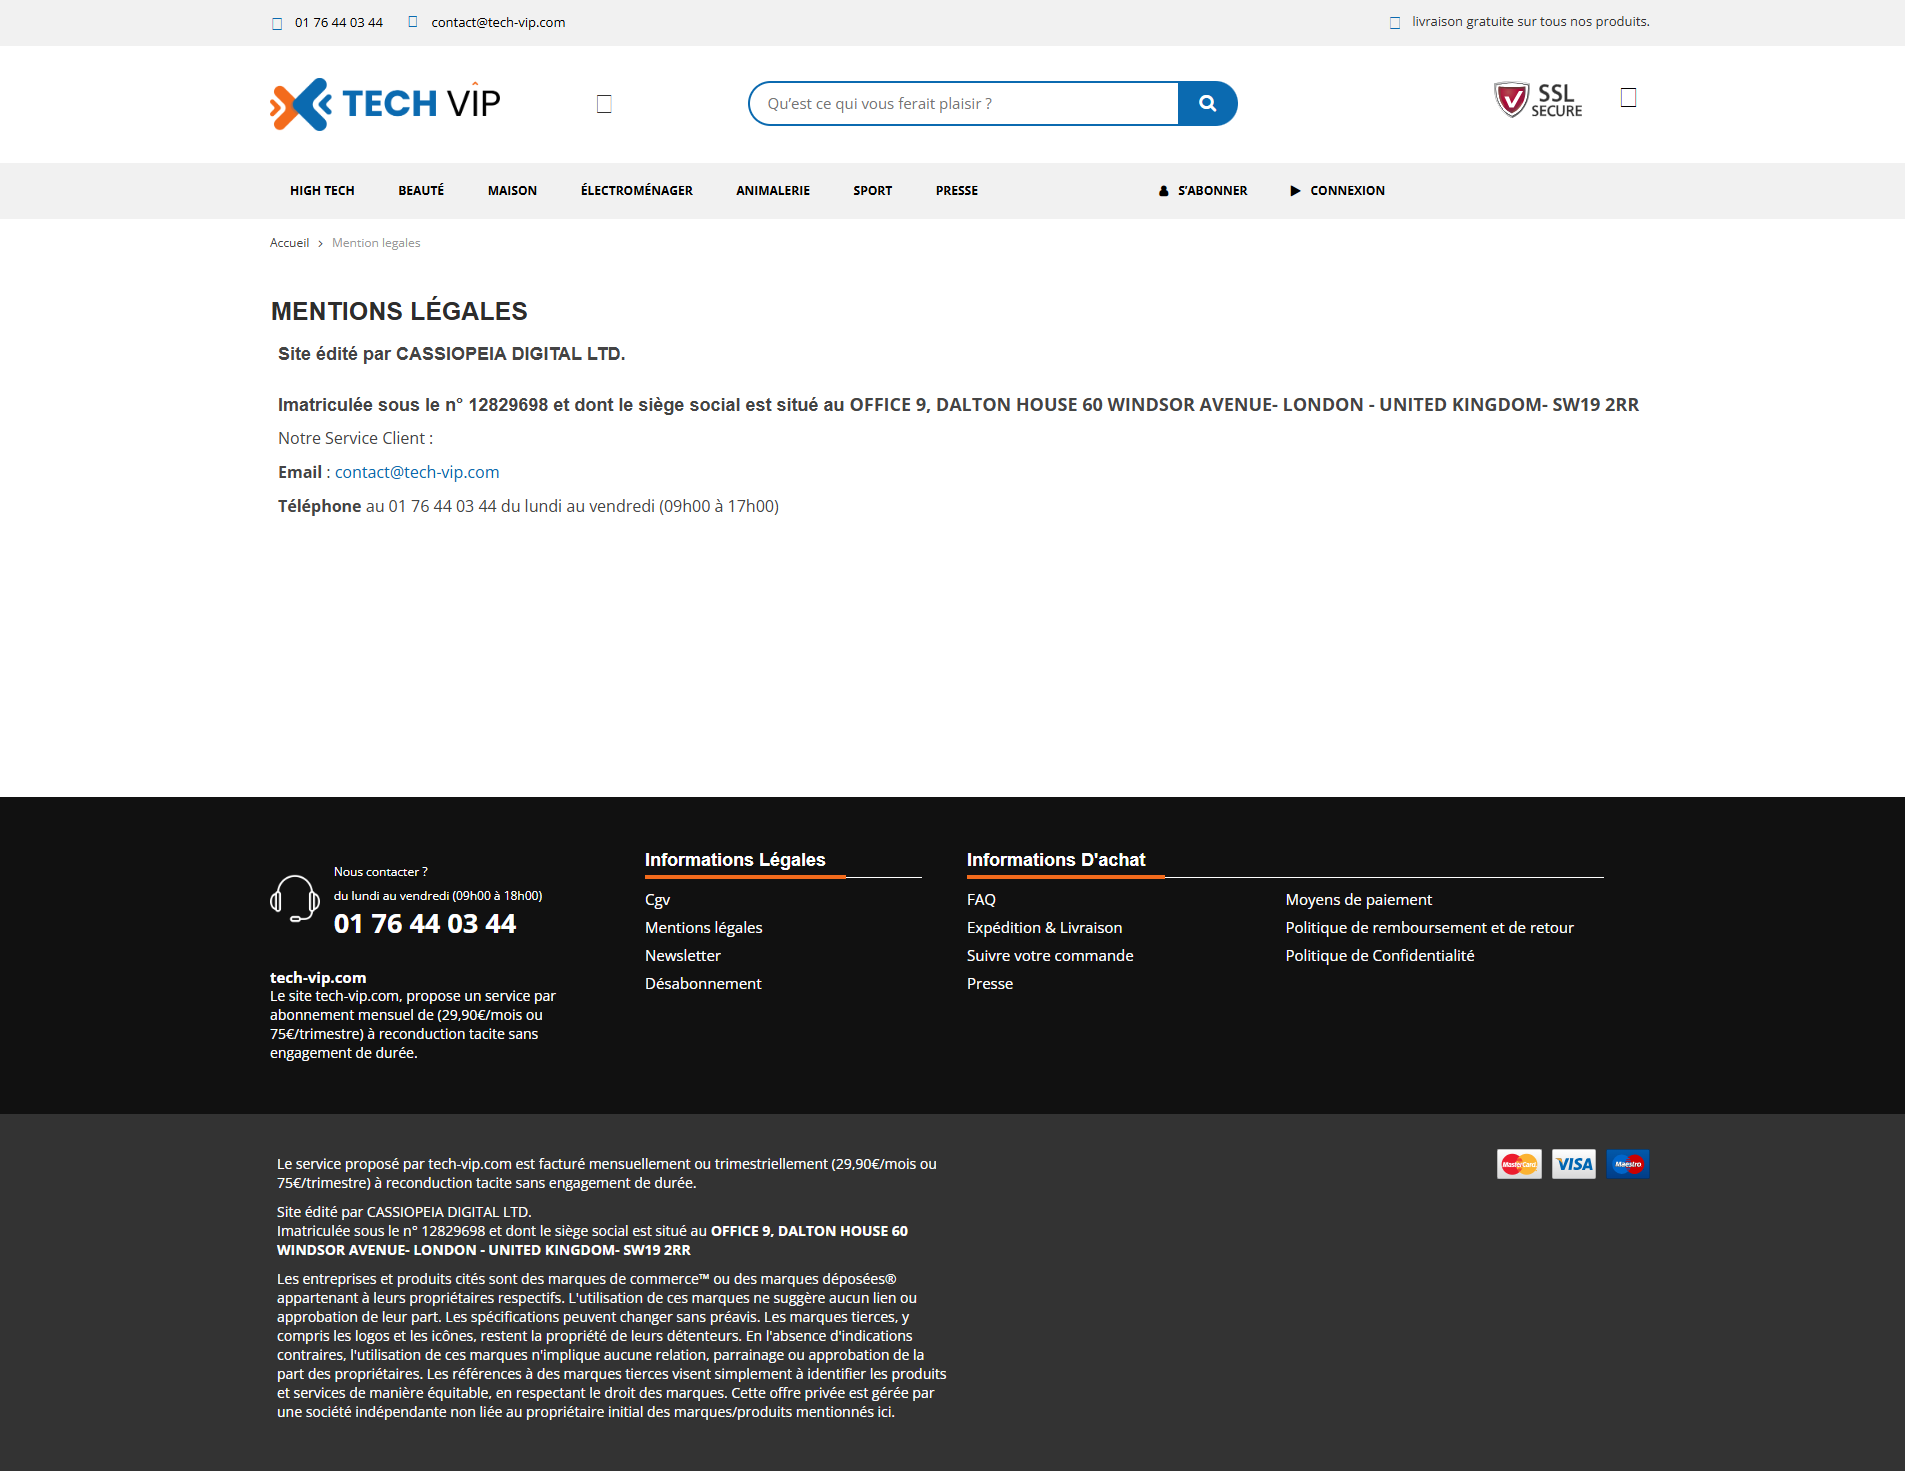 01 76 44 03 44 contact@tech-vip.com livraison gratuite sur tous nos produits.
TECH VIP
Qu’est ce qui vous ferait plaisir ?
SSL
SECURE
HIGH TECH BEAUTÉ MAISON ÉLECTROMÉNAGER ANIMALERIE SPORT PRESSE S’ABONNER CONNEXION
Accueil > Mention legales
MENTIONS LÉGALES
Site édité par CASSIOPEIA DIGITAL LTD.
Imatriculée sous le n° 12829698 et dont le siège social est situé au OFFICE 9, DALTON HOUSE 60 WINDSOR AVENUE- LONDON - UNITED KINGDOM- SW19 2RR
Notre Service Client :
Email : contact@tech-vip.com
Téléphone au 01 76 44 03 44 du lundi au vendredi (09h00 à 17h00)
Nous contacter ?
du lundi au vendredi (09h00 à 18h00)
01 76 44 03 44
tech-vip.com
Le site tech-vip.com, propose un service par
abonnement mensuel de (29,90€/mois ou
75€/trimestre) à reconduction tacite sans
engagement de durée.
Informations Légales
Cgv
Mentions légales
Newsletter
Désabonnement
Informations D'achat
FAQ
Expédition & Livraison
Suivre votre commande
Presse
Moyens de paiement
Politique de remboursement et de retour
Politique de Confidentialité
Le service proposé par tech-vip.com est facturé mensuellement ou trimestriellement (29,90€/mois ou
75€/trimestre) à reconduction tacite sans engagement de durée.
Site édité par CASSIOPEIA DIGITAL LTD.
Imatriculée sous le n° 12829698 et dont le siège social est situé au OFFICE 9, DALTON HOUSE 60
WINDSOR AVENUE- LONDON - UNITED KINGDOM- SW19 2RR
Les entreprises et produits cités sont des marques de commerce™ ou des marques déposées®
appartenant à leurs propriétaires respectifs. L'utilisation de ces marques ne suggère aucun lien ou
approbation de leur part. Les spécifications peuvent changer sans préavis. Les marques tierces, y
compris les logos et les icônes, restent la propriété de leurs détenteurs. En l'absence d'indications
contraires, l'utilisation de ces marques n'implique aucune relation, parrainage ou approbation de la
part des propriétaires. Les références à des marques tierces visent simplement à identifier les produits
et services de manière équitable, en respectant le droit des marques. Cette offre privée est gérée par
une société indépendante non liée au propriétaire initial des marques/produits mentionnés ici.
MasterCard VISA Maestro